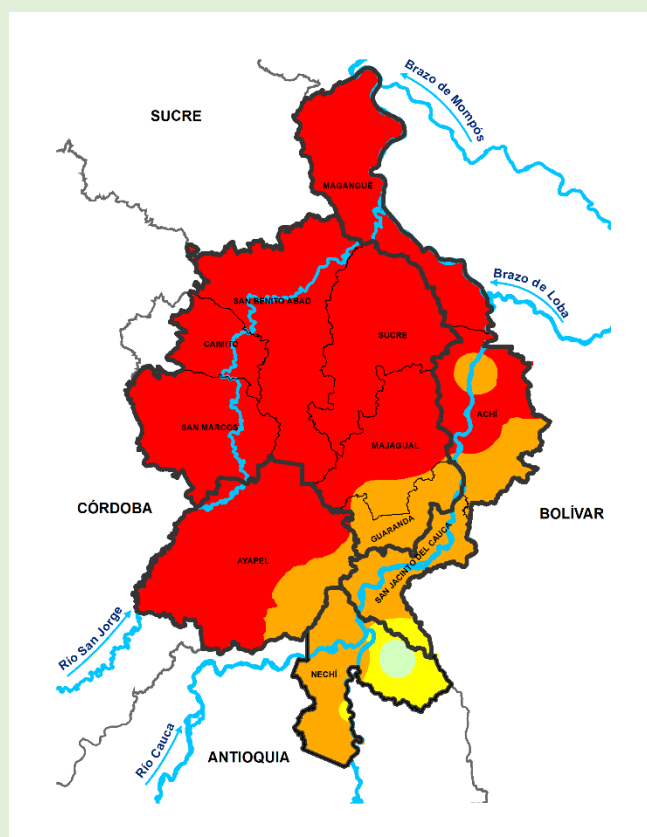 Brazo de Mompós
SUCRE
MAGANGUE
Brazo de Loba
SAN BENITO ABAD
SUCRE
CAIMITO
ACHÍ
SAN MARCOS
MAJAGUAL
CÓRDOBA
BOLÍVAR
GUARANDA
AYAPEL
SAN JACINTO DEL CAUCA
Río San Jorge
NECHÍ
Río Cauca
ANTIOQUIA